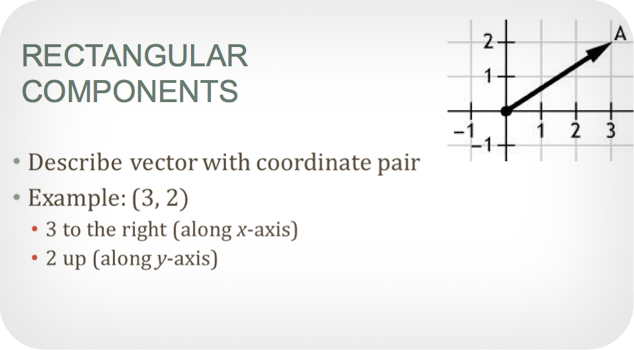 RECTANGULAR
COMPONENTS
• Describe vector with coordinate pair
• Example: (3, 2)
• 3 to the right (along x-axis)
• 2 up (along y-axis)
A
2
1
−1 1 2 3
−1